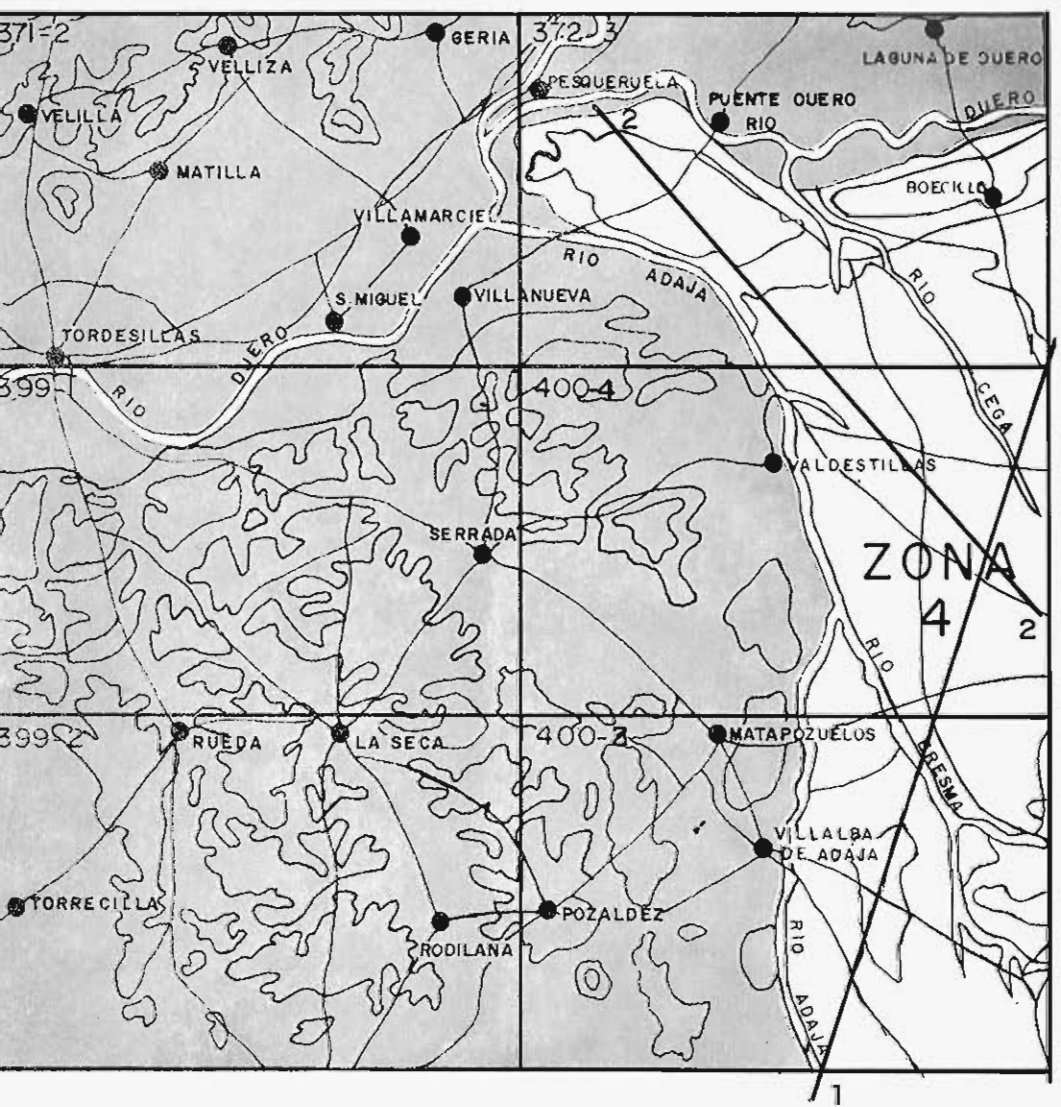 371-2
GERIA
372-3
VELLIZA
LAGUNA DE DUERO
VELILLA
PESQUERUELA
PUENTE DUERO
RIO
DUERO
2
MATILLA
BOECILLO
VILLAMARCIEL
RIO
ADAJA
RIO
CEGA
S.MIGUEL
VILLANUEVA
TORDESILLAS
RIO
DUERO
1
399-1
400-4
VALDESTILLAS
SERRADA
ZONA
4
2
RIO
ERESMA
399-2
RUEDA
LA SECA
400-3
MATAPOZUELOS
VILLALBA
DE ADAJA
TORRECILLA
POZALDEZ
RODILANA
RIO
ADAJA
1